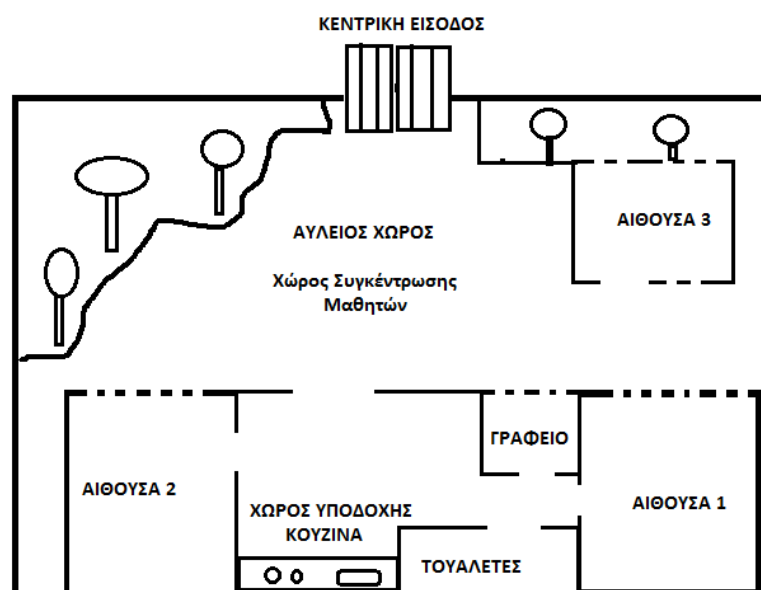 ΚΕΝΤΡΙΚΗ ΕΙΣΟΔΟΣ
ΑΙΘΟΥΣΑ 3
ΑΥΛΕΙΟΣ ΧΩΡΟΣ
Χώρος Συγκέντρωσης
Μαθητών
ΓΡΑΦΕΙΟ
ΑΙΘΟΥΣΑ 2
ΑΙΘΟΥΣΑ 1
ΧΩΡΟΣ ΥΠΟΔΟΧΗΣ
ΚΟΥΖΙΝΑ
ΤΟΥΑΛΕΤΕΣ